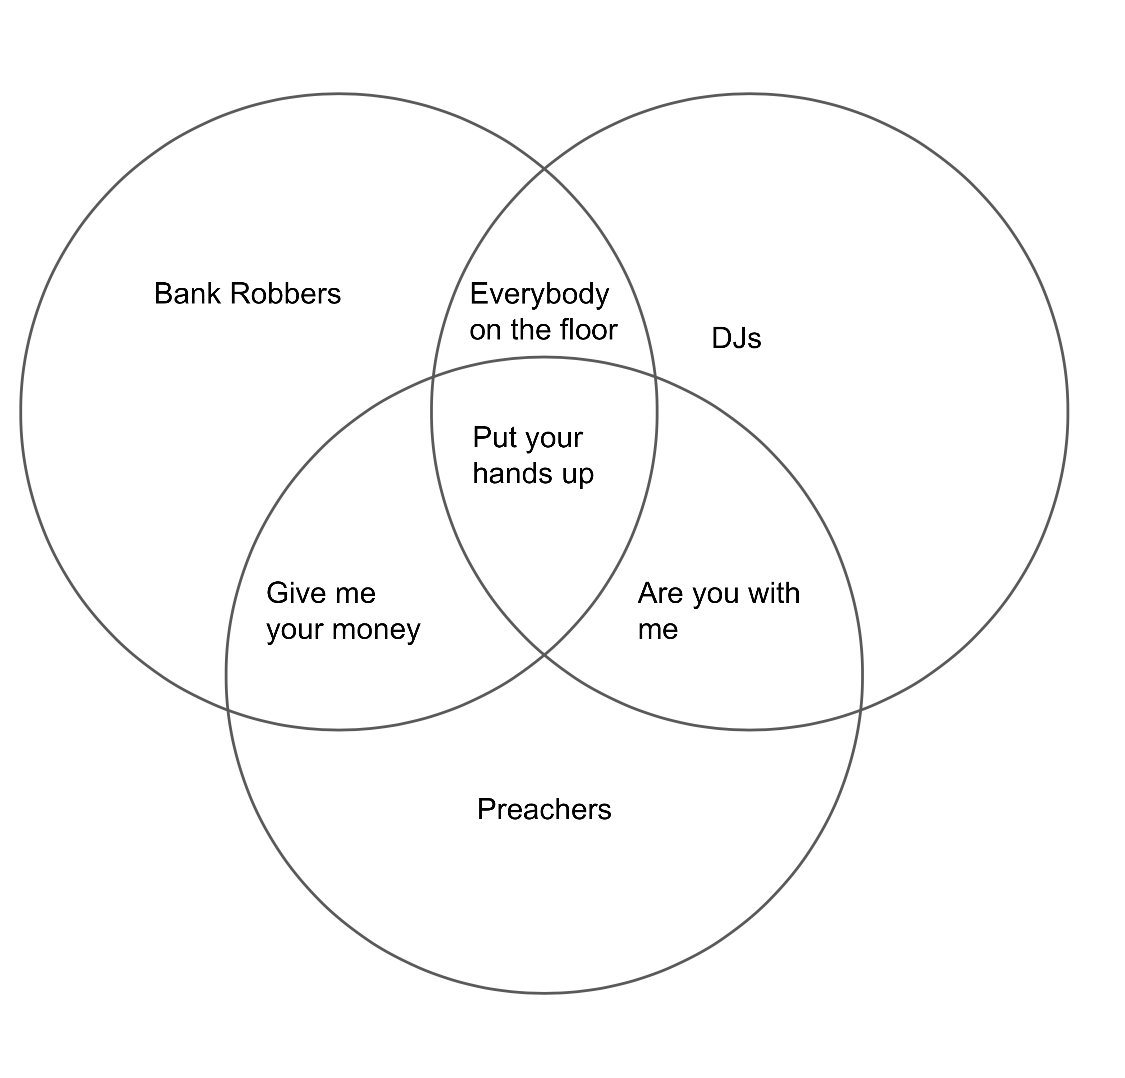 Bank Robbers
Everybody
on the floor
DJs
Put your
hands up
Give me
your money
Are you with
me
Preachers